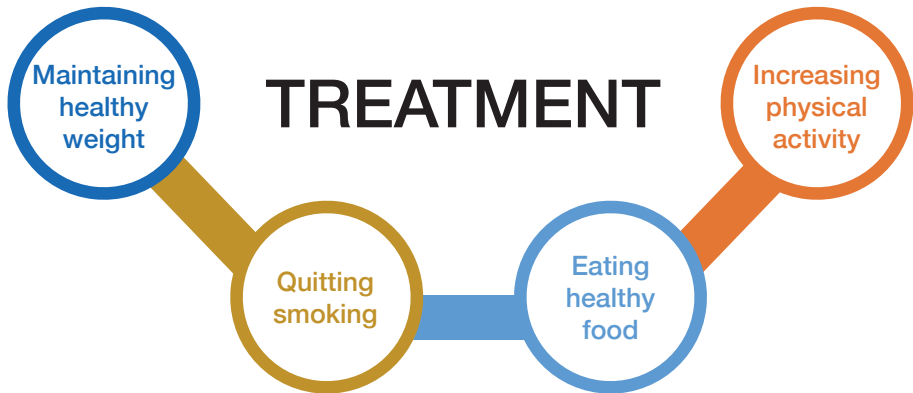 TREATMENT
Maintaining
healthy
weight
Quitting
smoking
Eating
healthy
food
Increasing
physical
activity